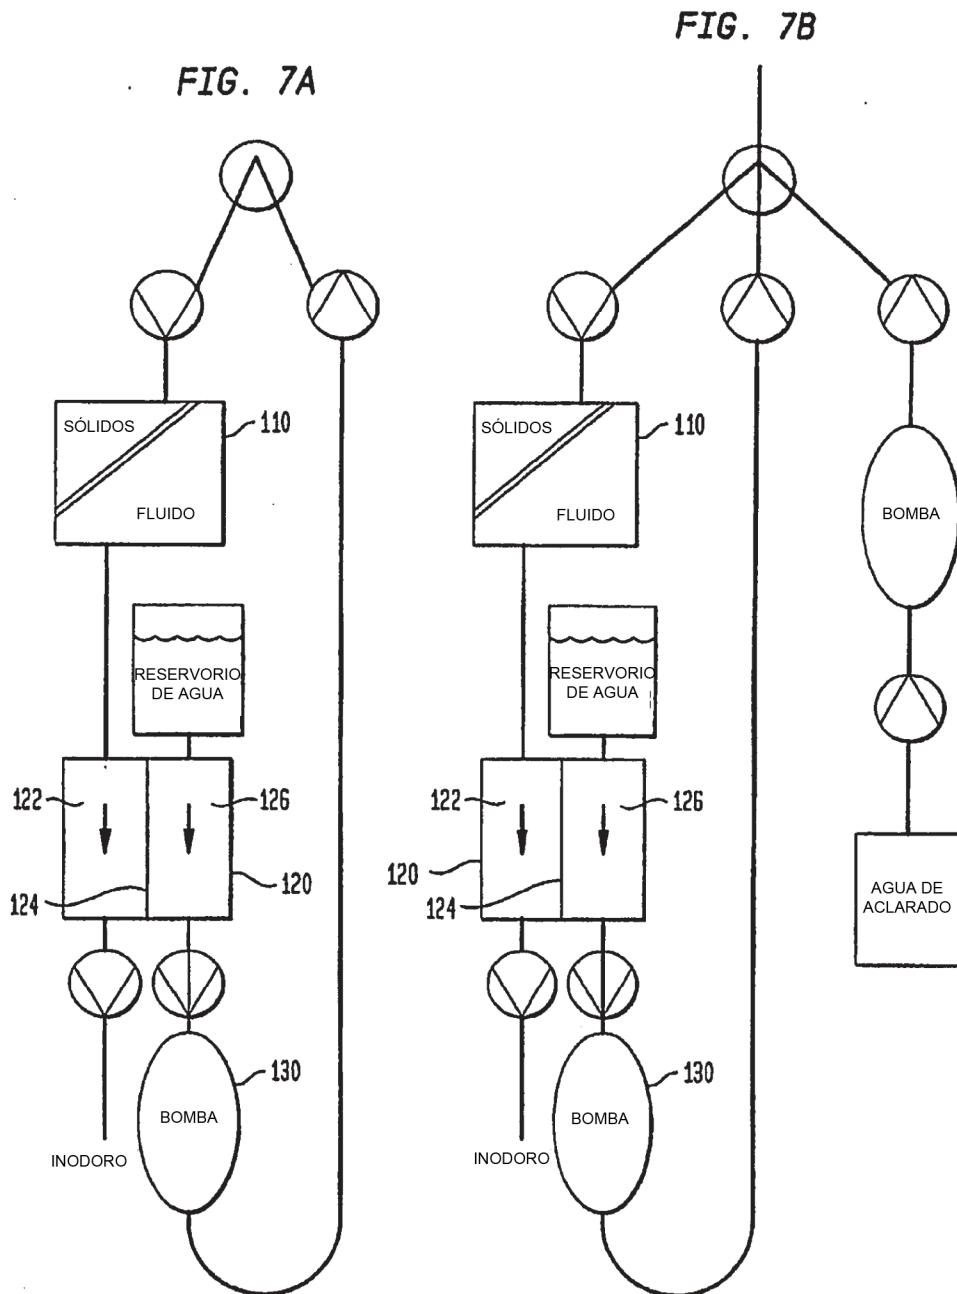 FIG. 7A
SÓLIDOS
FLUIDO
110
RESERVORIO
DE AGUA
122
126
124
120
130
BOMBA
INODORO
FIG. 7B
SÓLIDOS
FLUIDO
110
BOMBA
RESERVORIO
DE AGUA
122
126
120
124
AGUA DE
ACLARADO
130
BOMBA
INODORO